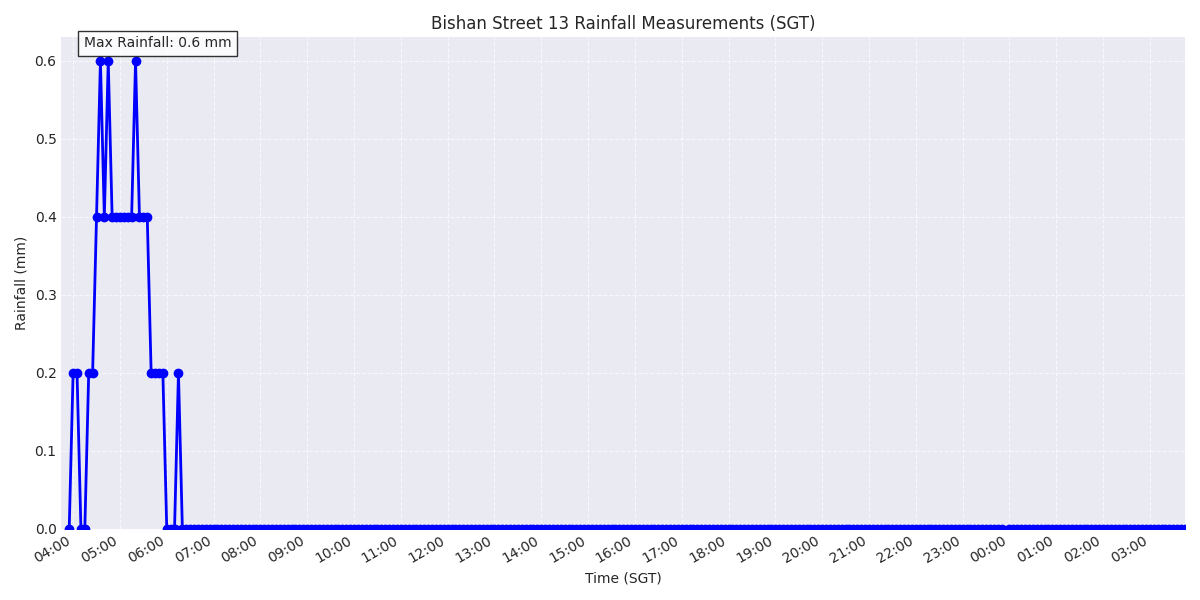 Bishan Street 13 Rainfall Measurements (SGT)
Max Rainfall: 0.6 mm
0.6
0.5
0.4
0.3
0.2
0.1
0.0
Rainfall (mm)
04:00 05:00 06:00 07:00 08:00 09:00 10:00 11:00 12:00 13:00 14:00 15:00 16:00 17:00 18:00 19:00 20:00 21:00 22:00 23:00 00:00 01:00 02:00 03:00
Time (SGT)